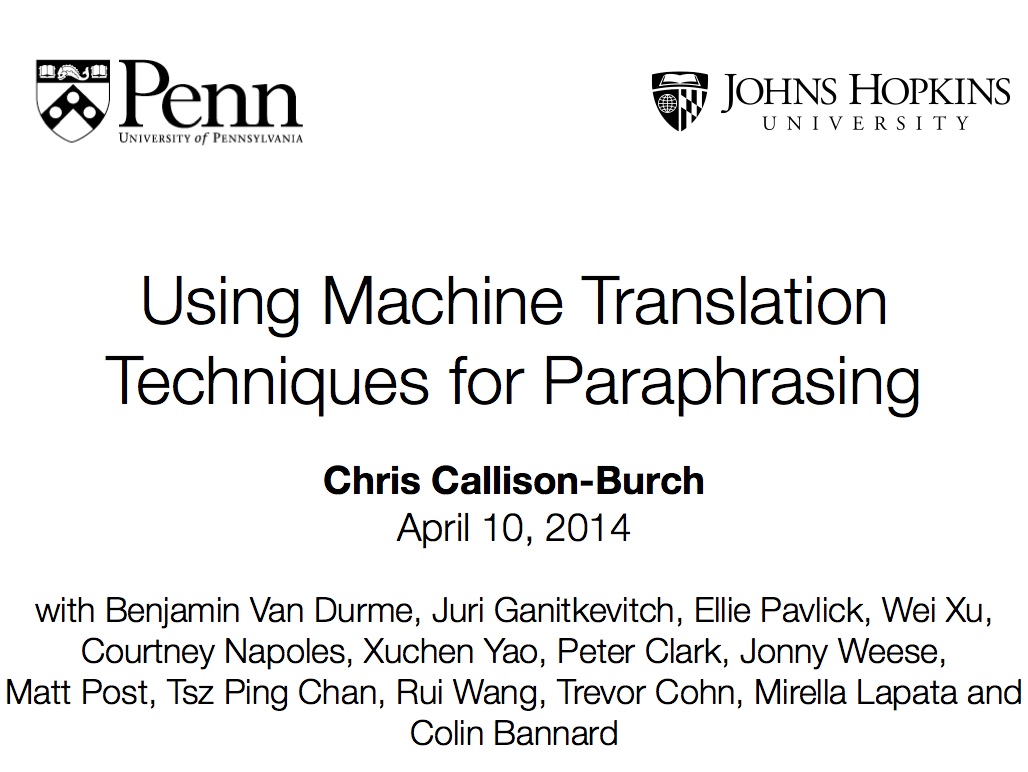 Penn
UNIVERSITY of PENNSYLVANIA
JOHNS HOPKINS
UNIVERSITY
Using Machine Translation
Techniques for Paraphrasing
Chris Callison-Burch
April 10, 2014
with Benjamin Van Durme, Juri Ganitkevitch, Ellie Pavlick, Wei Xu,
Courtney Napoles, Xuchen Yao, Peter Clark, Jonny Weese,
Matt Post, Tsz Ping Chan, Rui Wang, Trevor Cohn, Mirella Lapata and
Colin Bannard